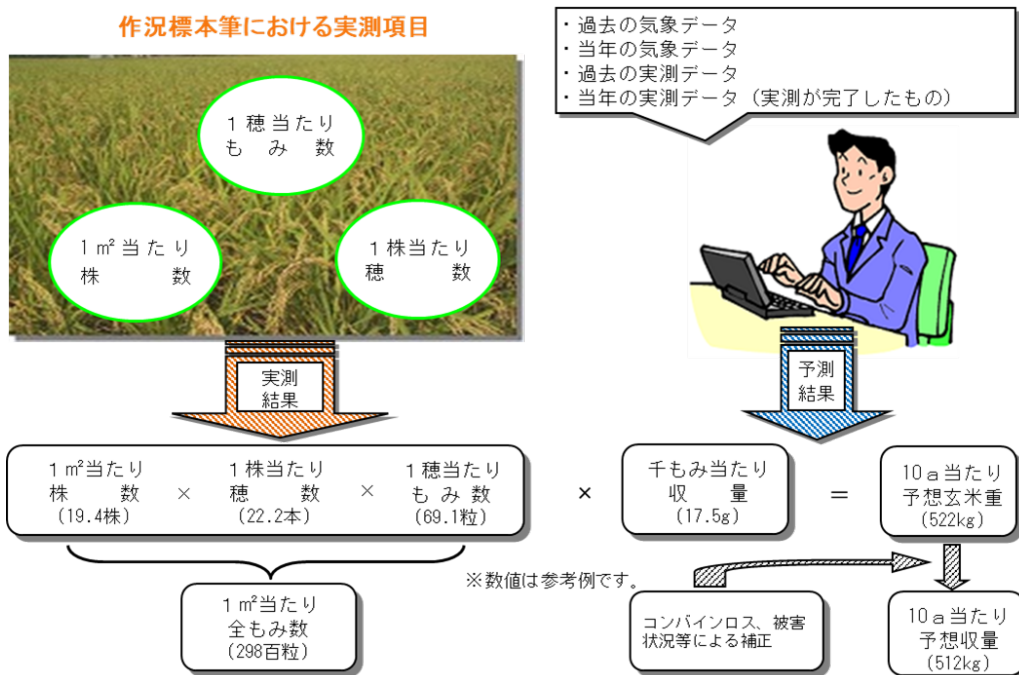 作況標本筆における実測項目
1穂当たり
もみ数
1㎡当たり
株数
1株当たり
穂数
・過去の気象データ
・当年の気象データ
・過去の実測データ
・当年の実測データ（実測が完了したもの）
実測
結果
予測
結果
1㎡当たり
株数
(19.4株)
×
1株当たり
穂数
(22.2本)
×
1穂当たり
もみ数
(69.1粒)
×
千もみ当たり
収量
(17.5g)
＝
10a当たり
予想玄米重
(522kg)
1㎡当たり
全もみ数
(298百粒)
※数値は参考例です。
コンバインロス、被害
状況等による補正
10a当たり
予想収量
(512kg)